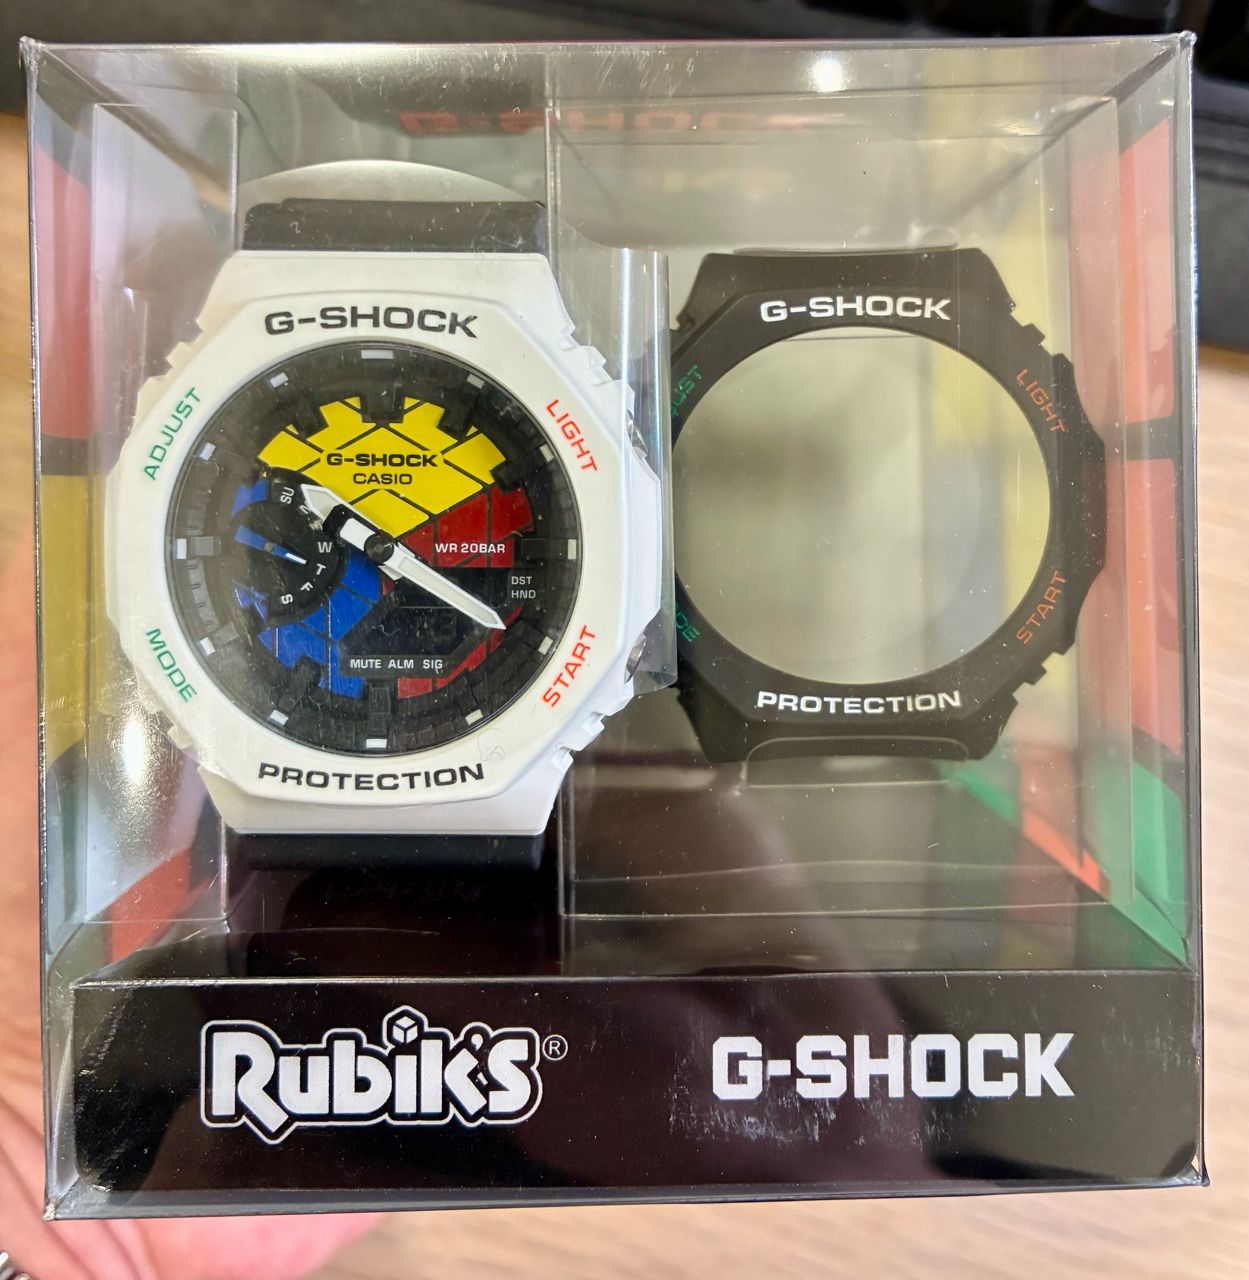 G-SHOCK
G-SHOCK
G-SHOCK
ADJUST
LIGHT
LIGHT
G-SHOCK
CASIO
SU
W
T
F
S
WR 20BAR
DST
HND
MUTE ALM SIG
MODE
START
START
PROTECTION
PROTECTION
Rubik's®
G-SHOCK